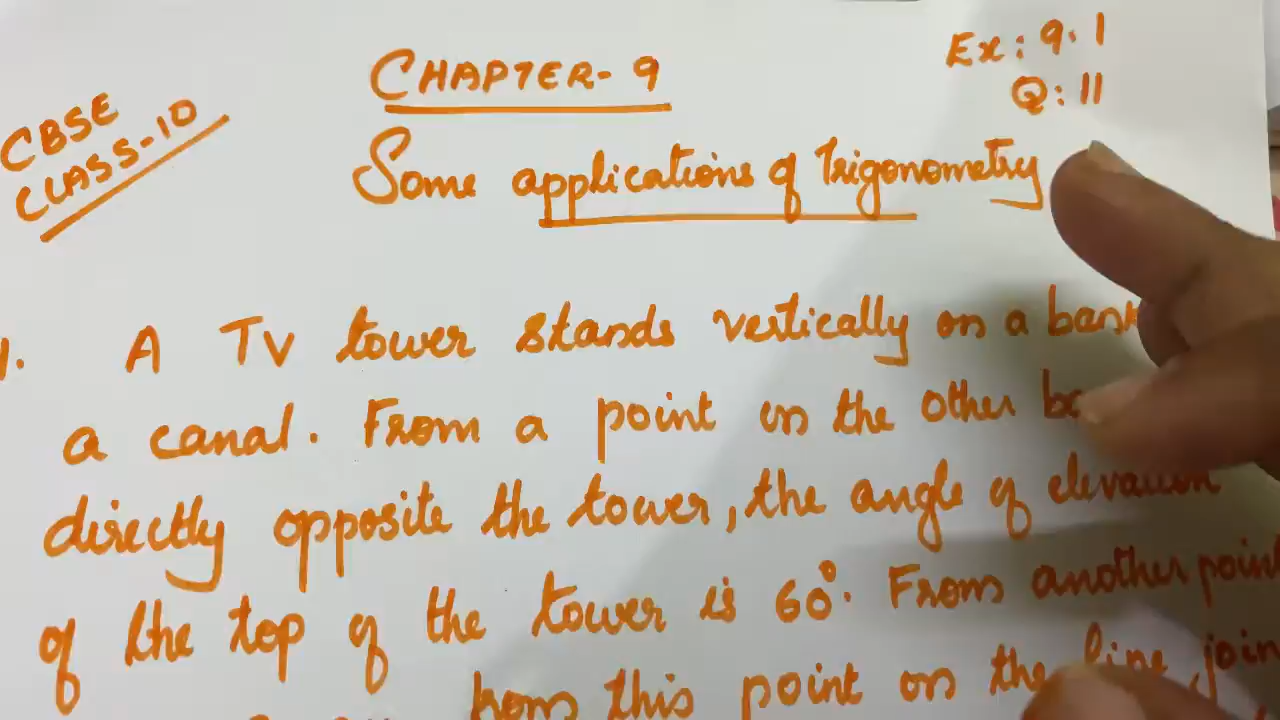 CHAPTER-9
Ex: 9.1
Q: 11
CBSE
CLASS-10
Some applications of Trigonometry
A TV tower stands vertically on a bank
a canal. From a point on the other
directly opposite the tower, the angle of elevation
of the top of the tower is 60°. From another point
from this point on the line join